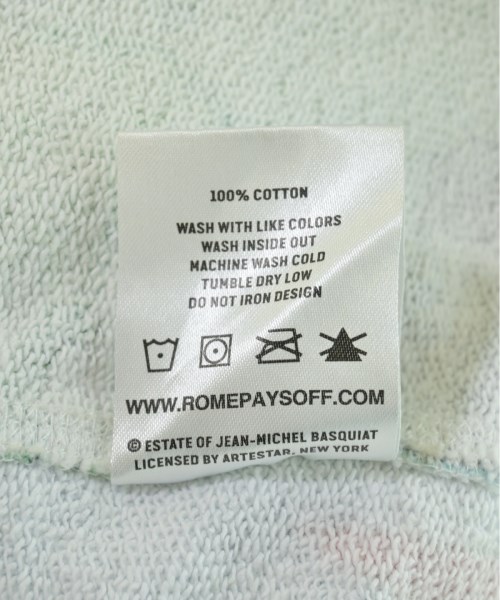 100% COTTON
WASH WITH LIKE COLORS
WASH INSIDE OUT
MACHINE WASH COLD
TUMBLE DRY LOW
DO NOT IRON DESIGN
WWW.ROMEPAYSOFF.COM
© ESTATE OF JEAN-MICHEL BASQUIAT
LICENSED BY ARTESTAR, NEW YORK